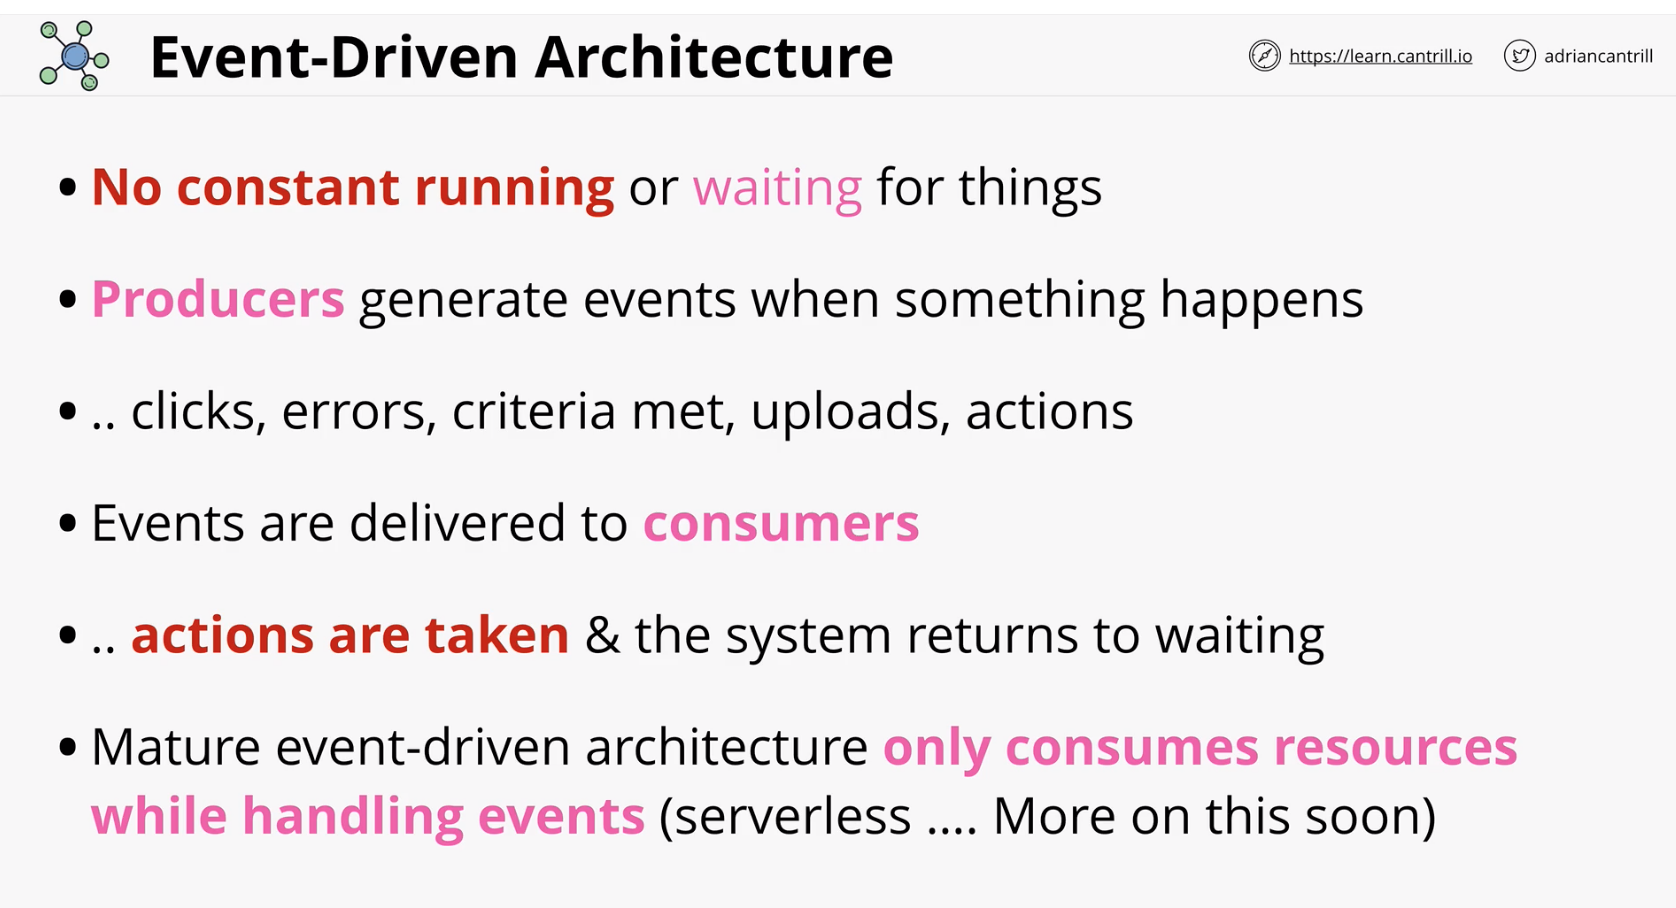 Event-Driven Architecture
https://learn.cantrill.io
adriancantrill
• No constant running or waiting for things
• Producers generate events when something happens
• .. clicks, errors, criteria met, uploads, actions
• Events are delivered to consumers
• .. actions are taken & the system returns to waiting
• Mature event-driven architecture only consumes resources
while handling events (serverless .... More on this soon)